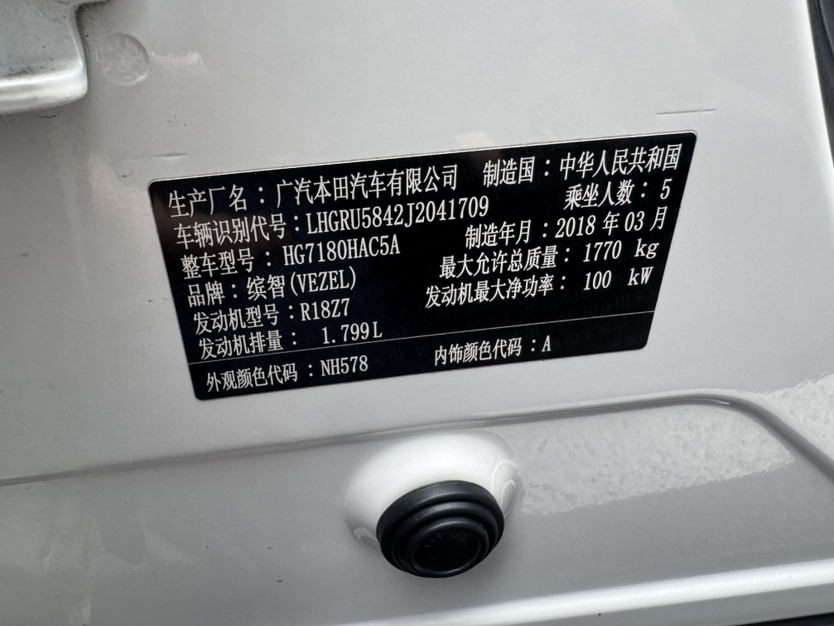 生产厂名：广汽本田汽车有限公司 制造国：中华人民共和国
车辆识别代号：LHGRU5842J2041709 乘坐人数：5
整车型号：HG7180HAC5A 制造年月：2018 年 03 月
品牌：缤智(VEZEL) 最大允许总质量：1770 kg
发动机型号：R18Z7 发动机最大净功率：100 kW
发动机排量：1.799L
外观颜色代码：NH578 内饰颜色代码：A